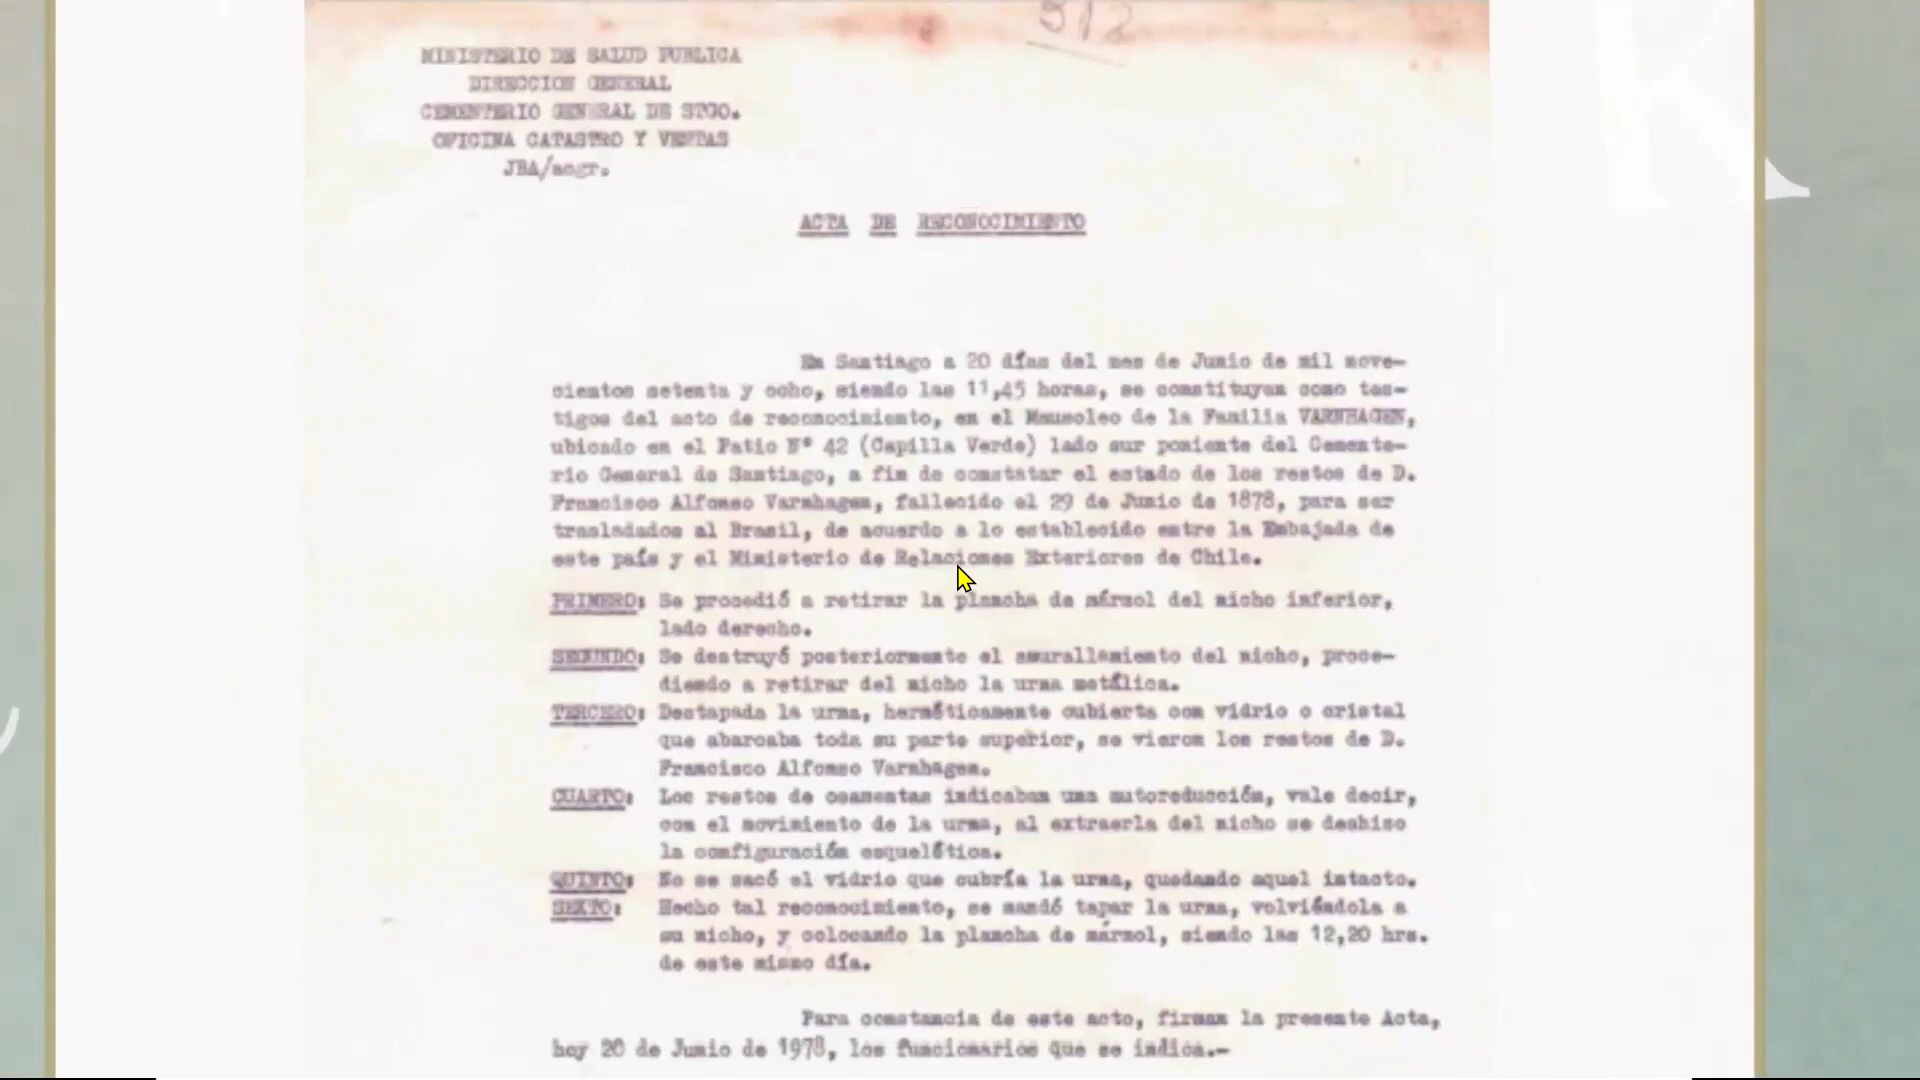 512
MINISTERIO DE SALUD PUBLICA
DIRECCION GENERAL
CEMENTERIO GENERAL DE STGO.
OFICINA CATASTRO Y VENTAS
JBA/aogr.
ACTA DE RECONOCIMIENTO
En Santiago a 20 días del mes de Junio de mil nove-
cientos setenta y ocho, siendo las 11,45 horas, se constituyen como tes-
tigos del acto de reconocimiento, en el Mausoleo de la Familia VARNHAGEN,
ubicado en el Patio N° 42 (Capilla Verde) lado sur poniente del Cemente-
rio General de Santiago, a fin de constatar el estado de los restos de D.
Francisco Alfonso Varnhagen, fallecido el 29 de Junio de 1878, para ser
trasladados al Brasil, de acuerdo a lo establecido entre la Embajada de
este país y el Ministerio de Relaciones Exteriores de Chile.
PRIMERO: Se procedió a retirar la plancha de mármol del nicho inferior,
lado derecho.
SEGUNDO: Se destruyó posteriormente el amurallamiento del nicho, proce-
diendo a retirar del nicho la urna metálica.
TERCERO: Destapada la urna, herméticamente cubierta con vidrio o cristal
que abarcaba toda su parte superior, se vieron los restos de D.
Francisco Alfonso Varnhagen.
CUARTO: Los restos de osamentas indicaban una autoreducción, vale decir,
con el movimiento de la urna, al extraerla del nicho se deshizo
la configuración esquelética.
QUINTO: No se sacó el vidrio que cubría la urna, quedando aquel intacto.
SEXTO: Hecho tal reconocimiento, se mandó tapar la urna, volviéndola a
su nicho, y colocando la plancha de mármol, siendo las 12,20 hrs.
de este mismo día.
Para constancia de este acto, firman la presente Acta,
hoy 20 de Junio de 1978, los funcionarios que se indica.-